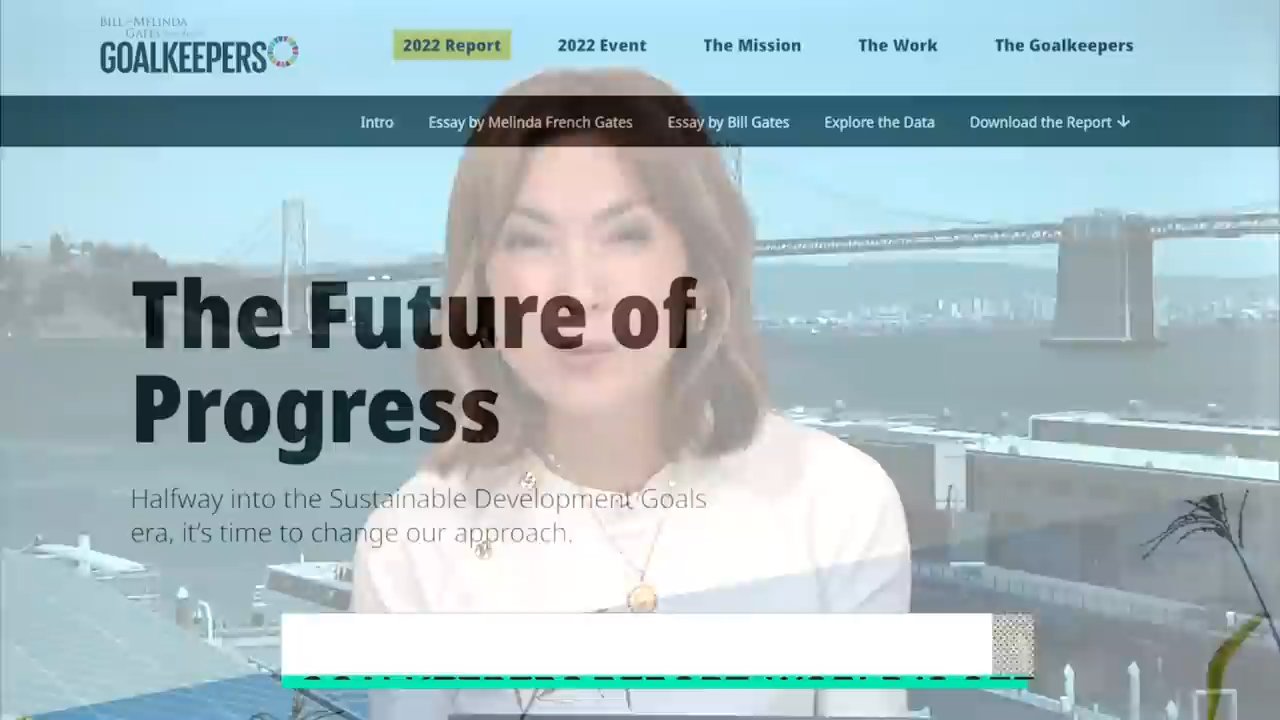 BILL & MELINDA
GATES
GOALKEEPERS
2022 Report
2022 Event
The Mission
The Work
The Goalkeepers
Intro
Essay by Melinda French Gates
Essay by Bill Gates
Explore the Data
Download the Report
The Future of
Progress
Halfway into the Sustainable Development Goals
era, it’s time to change our approach.